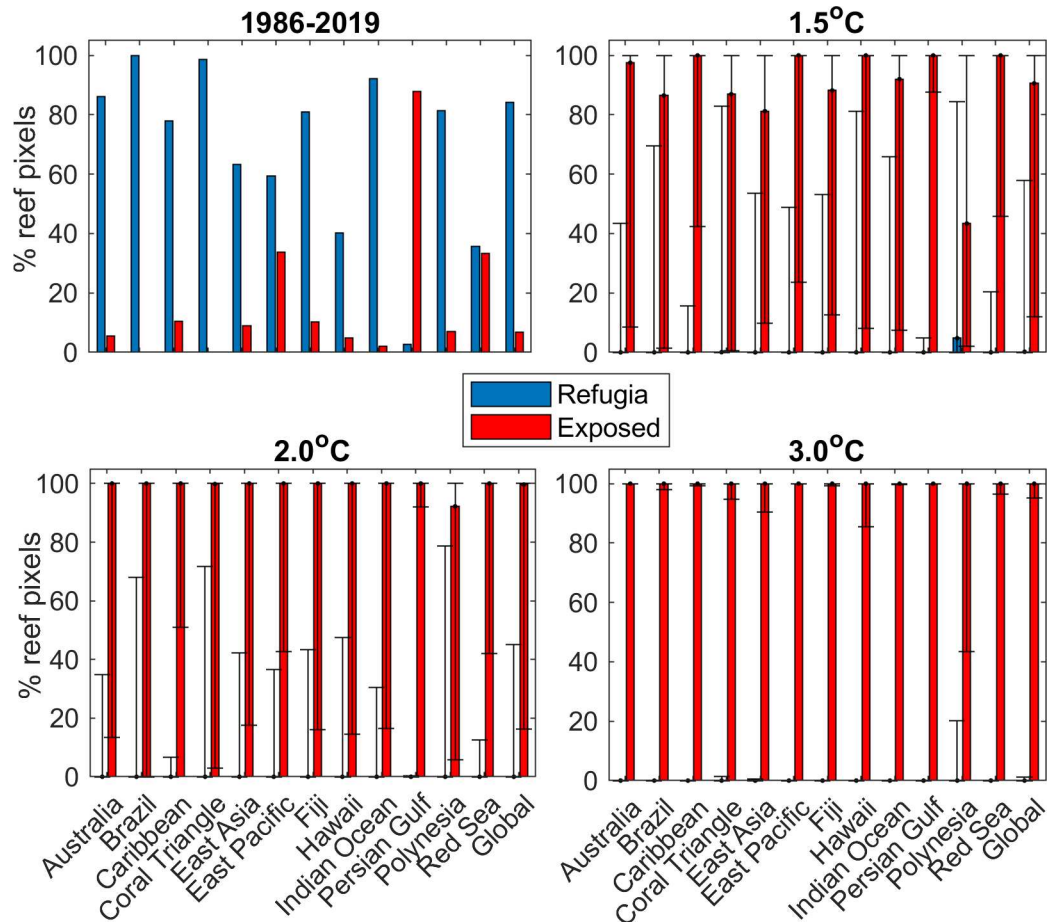 1986-2019
1.5°C
100
80
60
40
20
0
% reef pixels
100
80
60
40
20
0
Refugia
Exposed
2.0°C
3.0°C
100
80
60
40
20
0
% reef pixels
100
80
60
40
20
0
Australia
Brazil
Caribbean
Coral Triangle
East Asia
East Pacific
Fiji
Hawaii
Indian Ocean
Persian Gulf
Polynesia
Red Sea
Global
Australia
Brazil
Caribbean
Coral Triangle
East Asia
East Pacific
Fiji
Hawaii
Indian Ocean
Persian Gulf
Polynesia
Red Sea
Global